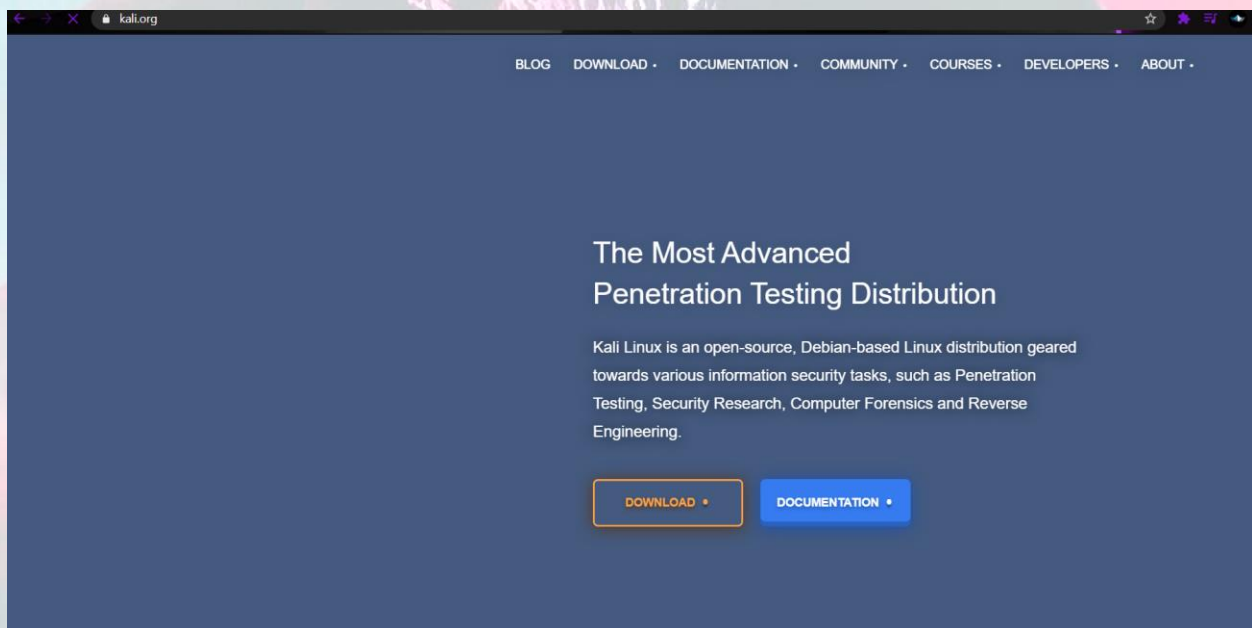 kali.org
BLOG DOWNLOAD • DOCUMENTATION • COMMUNITY • COURSES • DEVELOPERS • ABOUT •
The Most Advanced
Penetration Testing Distribution
Kali Linux is an open-source, Debian-based Linux distribution geared
towards various information security tasks, such as Penetration
Testing, Security Research, Computer Forensics and Reverse
Engineering.
DOWNLOAD • DOCUMENTATION •